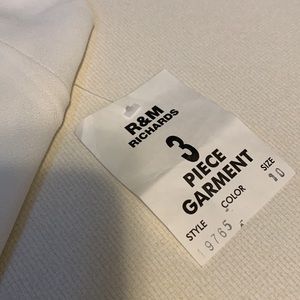 R&M
RICHARDS
3
PIECE
GARMENT
STYLE COLOR SIZE
19765 10